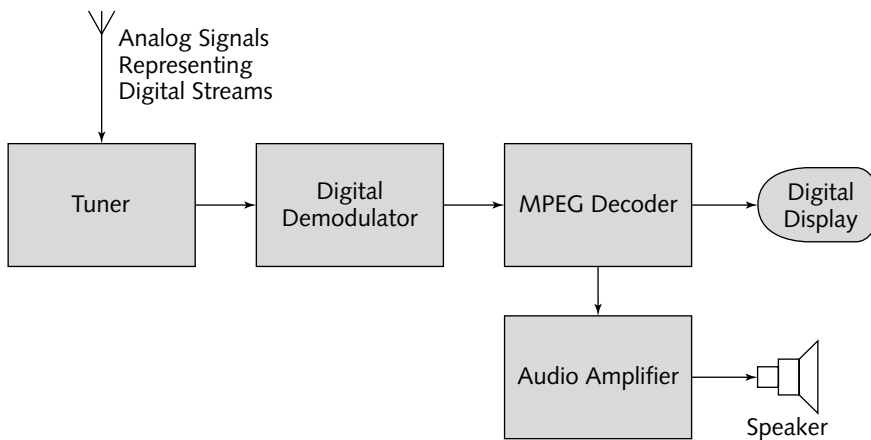 Analog Signals
Representing
Digital Streams
Tuner
Digital
Demodulator
MPEG Decoder
Digital
Display
Audio Amplifier
Speaker